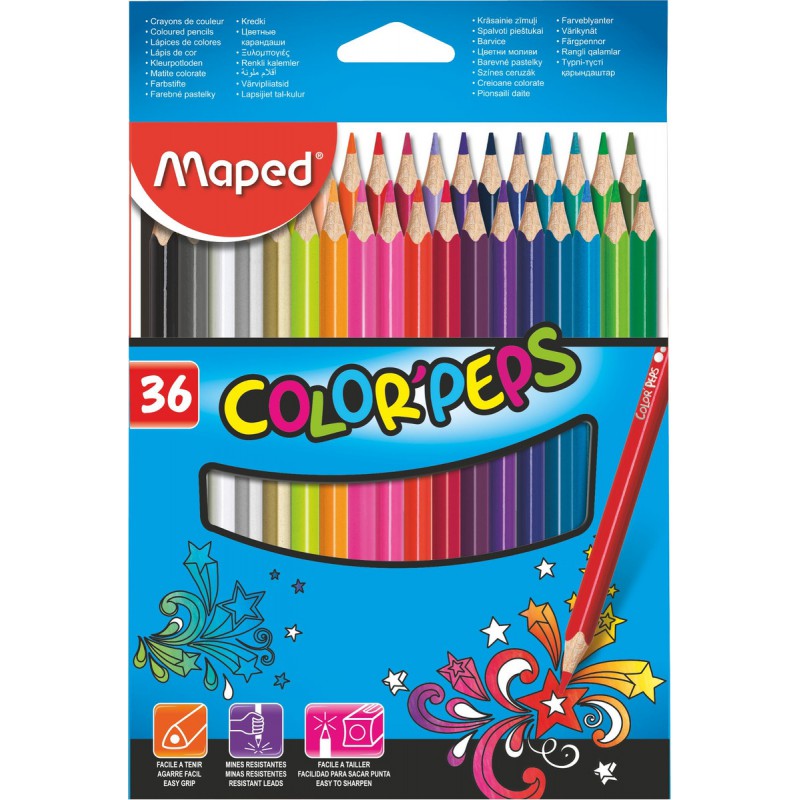 • Crayons de couleur
• Coloured pencils
• Lápices de colores
• Lápis de cor
• Kleurpotloden
• Matite colorate
• Farbstifte
• Farebné pastelky
• Kredki
• Цветные
карандаши
• Ξυλομπογιές
• Renkli kalemler
• أقلام ملونة
• Värvipliiatsid
• Lapsijiet tal-kulur
• Krāsainie zīmuļi
• Spalvoti pieštukai
• Barvice
• Цветни моливи
• Barevné pastelky
• Színes ceruzák
• Creioane colorate
• Pionsailí daite
• Farveblyanter
• Värikynät
• Färgpennor
• Rangli qalamlar
• Түрлі-түсті
қарындаштар
Maped®
36
COLOR'PEPS
COLOR'PEPS
FACILE A TENIR
AGARRE FACIL
EASY GRIP
MINES RESISTANTES
MINAS RESISTENTES
RESISTANT LEADS
FACILE A TAILLER
FACILIDAD PARA SACAR PUNTA
EASY TO SHARPEN